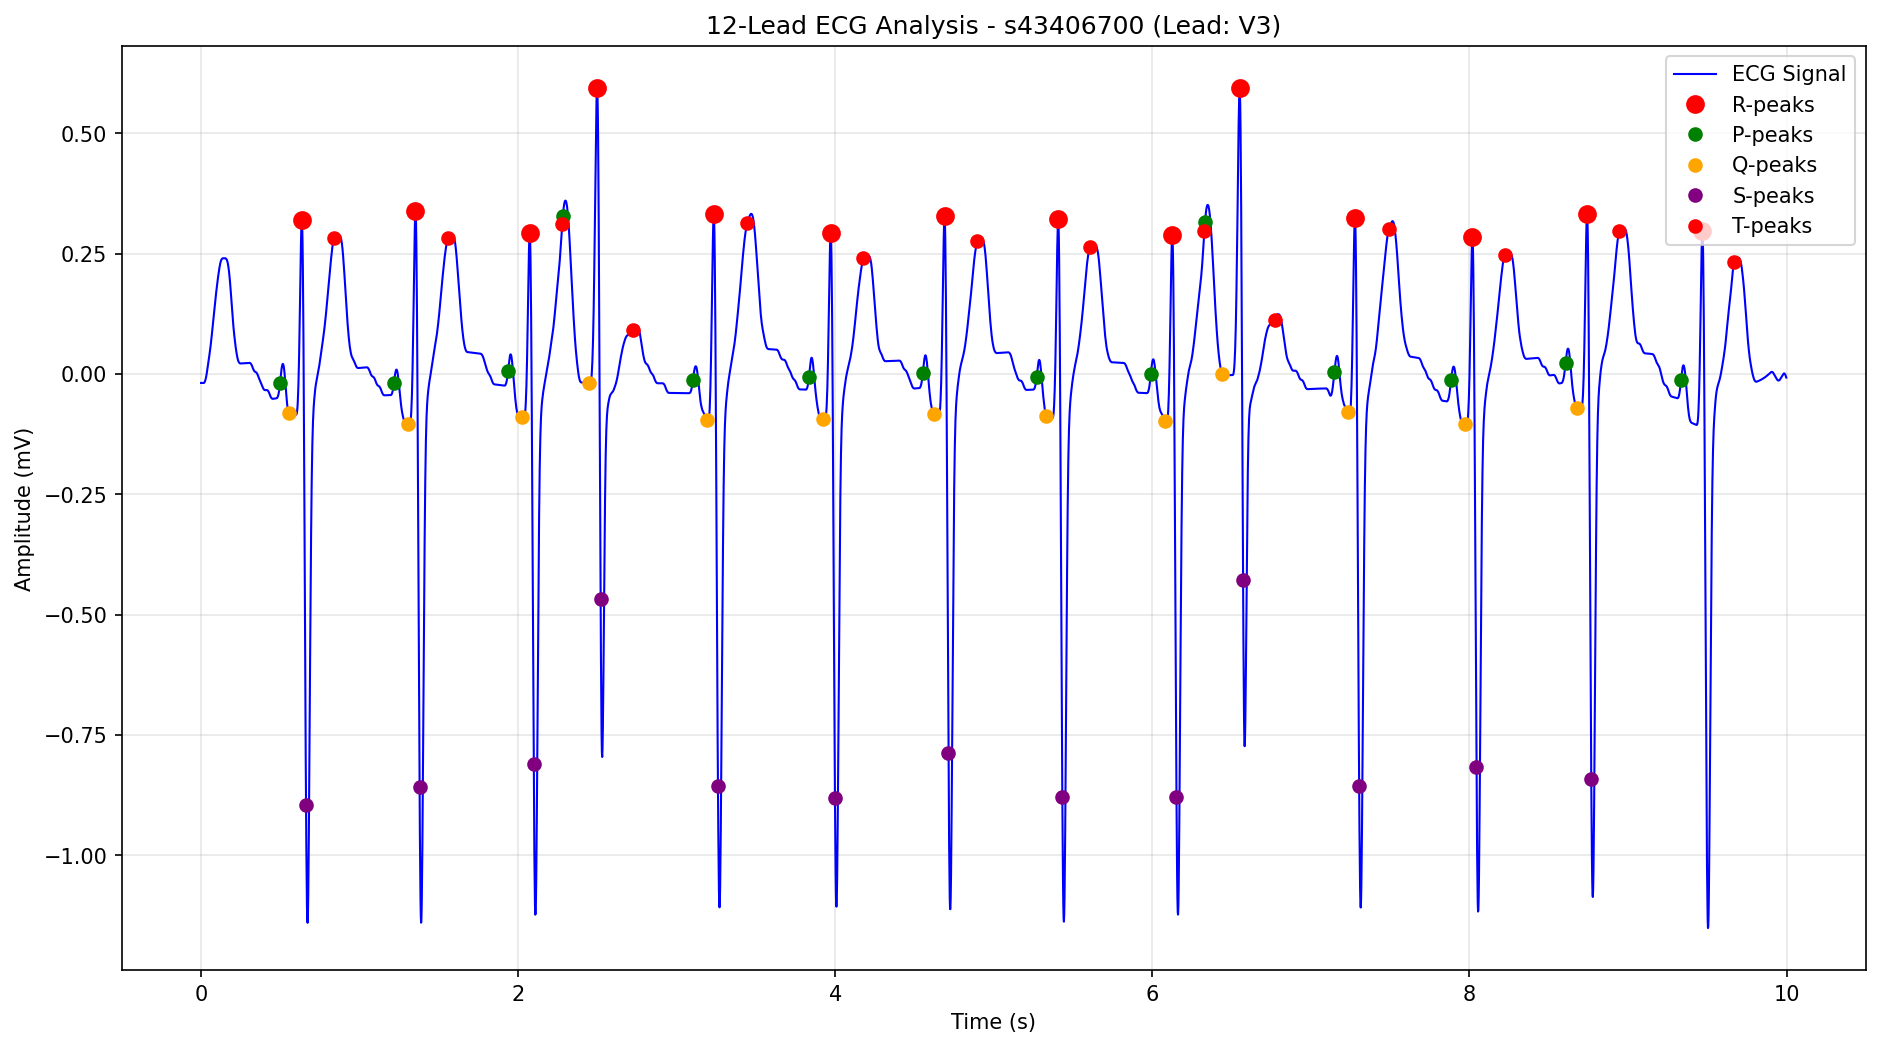 12-Lead ECG Analysis - s43406700 (Lead: V3)
ECG Signal
R-peaks
P-peaks
Q-peaks
S-peaks
T-peaks
Amplitude (mV)
0.50
0.25
0.00
−0.25
−0.50
−0.75
−1.00
0 2 4 6 8 10
Time (s)